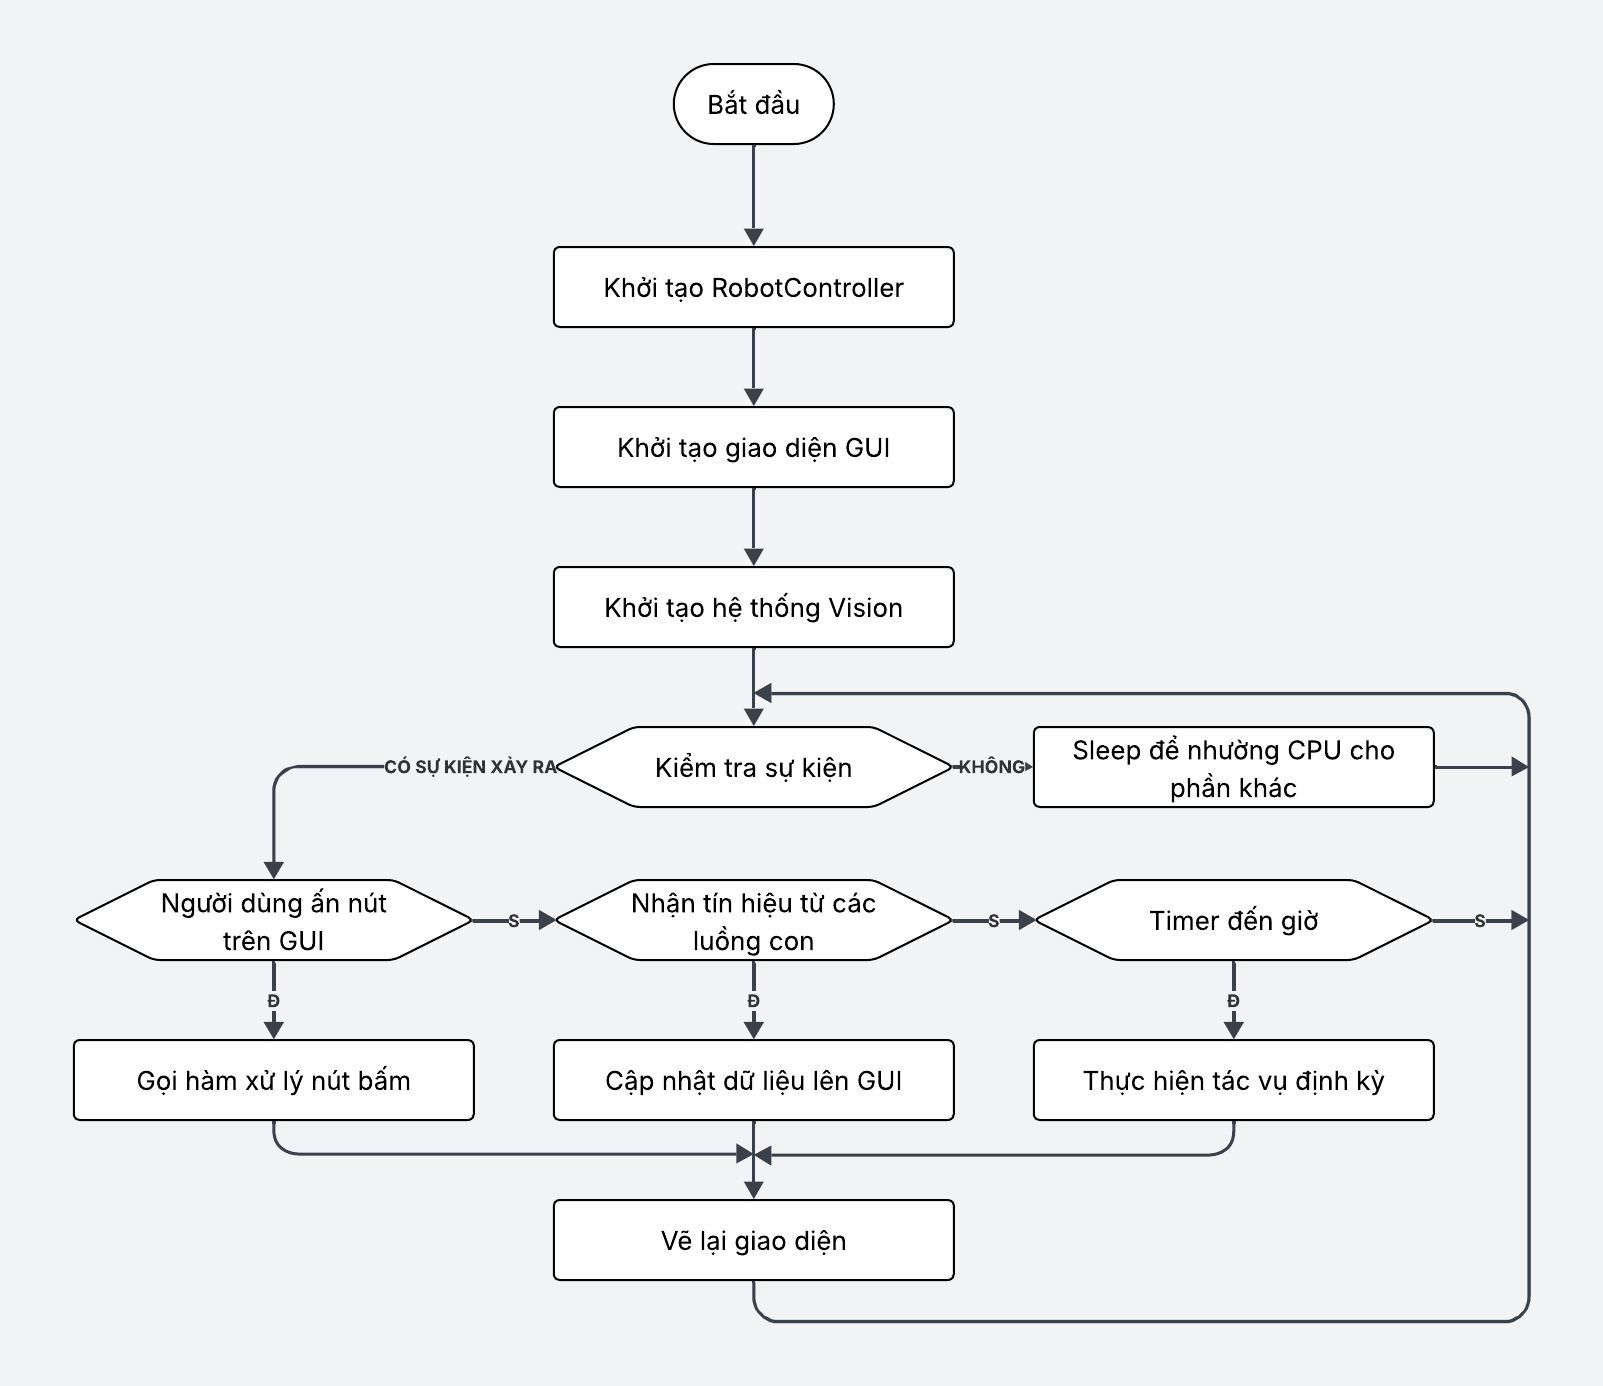 Bắt đầu
Khởi tạo RobotController
Khởi tạo giao diện GUI
Khởi tạo hệ thống Vision
CÓ SỰ KIỆN XẢY RA
Kiểm tra sự kiện
KHÔNG
Sleep để nhường CPU cho
phần khác
Người dùng ấn nút
trên GUI
S
Nhận tín hiệu từ các
luồng con
S
Timer đến giờ
S
Đ
Đ
Đ
Gọi hàm xử lý nút bấm
Cập nhật dữ liệu lên GUI
Thực hiện tác vụ định kỳ
Vẽ lại giao diện